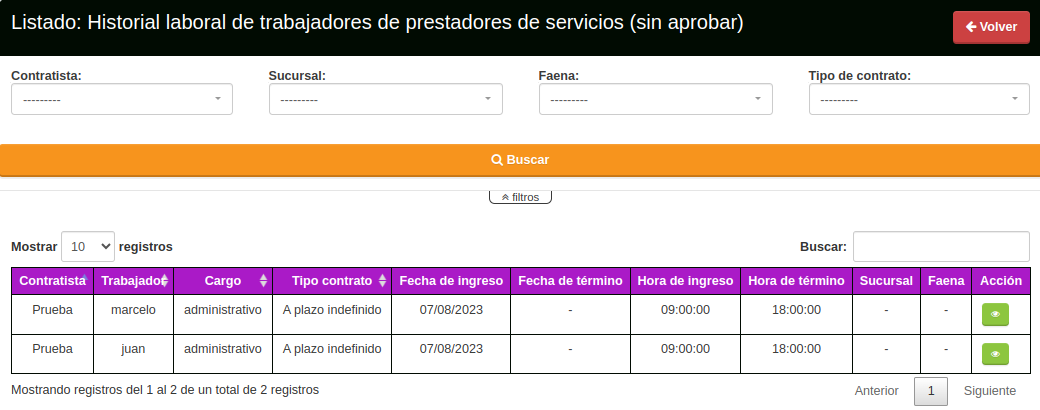 Listado: Historial laboral de trabajadores de prestadores de servicios (sin aprobar)
Volver
Contratista: Sucursal: Faena: Tipo de contrato:
--------- --------- --------- ---------
Buscar
filtros
Mostrar 10 registros Buscar:
Contratista Trabajador Cargo Tipo contrato Fecha de ingreso Fecha de término Hora de ingreso Hora de término Sucursal Faena Acción
Prueba marcelo administrativo A plazo indefinido 07/08/2023 - 09:00:00 18:00:00 - -
Prueba juan administrativo A plazo indefinido 07/08/2023 - 09:00:00 18:00:00 - -
Mostrando registros del 1 al 2 de un total de 2 registros Anterior 1 Siguiente